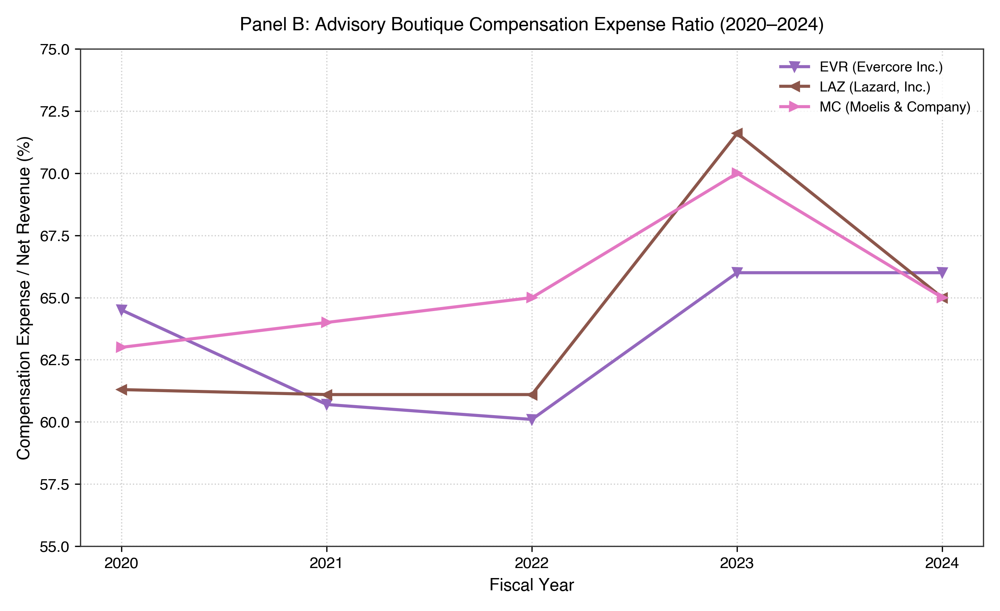 Panel B: Advisory Boutique Compensation Expense Ratio (2020–2024)
Compensation Expense / Net Revenue (%)
75.0
72.5
70.0
67.5
65.0
62.5
60.0
57.5
55.0
EVR (Evercore Inc.)
LAZ (Lazard, Inc.)
MC (Moelis & Company)
2020 2021 2022 2023 2024
Fiscal Year